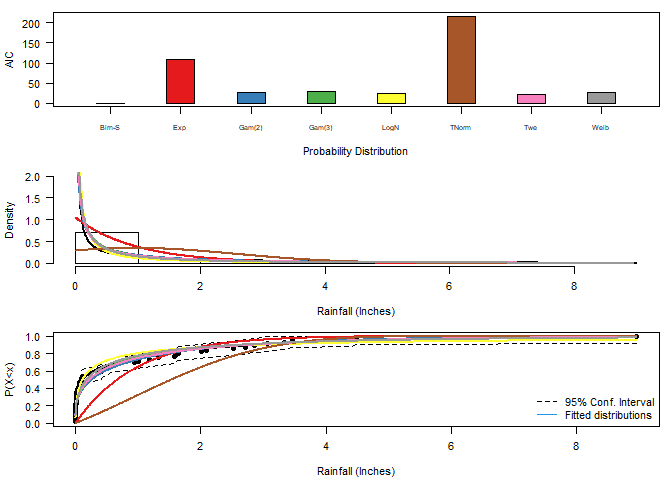 AIC
200
150
100
50
0
Birn-S Exp Gam(2) Gam(3) LogN TNorm Twe Weib
Probability Distribution
Density
2.0
1.5
1.0
0.5
0.0
0 2 4 6 8
Rainfall (Inches)
P(X<x)
1.0
0.8
0.6
0.4
0.2
0.0
95% Conf. Interval
Fitted distributions
0 2 4 6 8
Rainfall (Inches)